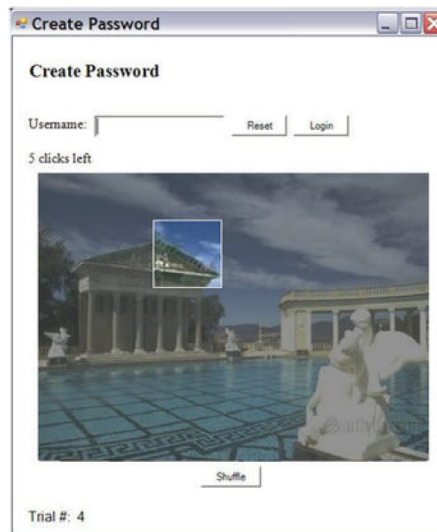 Create Password
Create Password
Username: Reset Login
5 clicks left
Shuffle
Trial #: 4